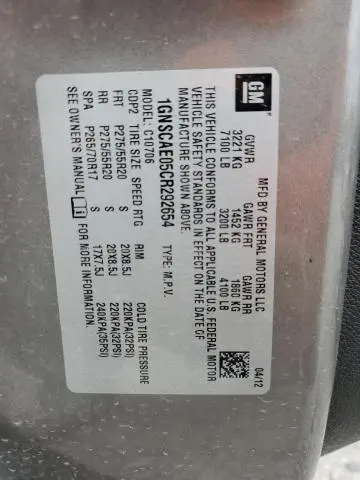 GM
MFD BY GENERAL MOTORS LLC 04/12
GVWR GAWR FRT GAWR RR
3221 KG 1452 KG 1860 KG
7100 LB 3200 LB 4100 LB
THIS VEHICLE CONFORMS TO ALL APPLICABLE U.S. FEDERAL MOTOR
VEHICLE SAFETY STANDARDS IN EFFECT ON THE DATE OF
MANUFACTURE SHOWN ABOVE.
1GNSCAE05CR292654 TYPE: M.P.V.
MODEL: C10706
COP2 TIRE SIZE SPEED RTG RIM COLD TIRE PRESSURE
FRT P275/55R20 S 20X8.5J 220KPA(32PSI)
RR P275/55R20 S 20X8.5J 220KPA(32PSI)
SPA P265/70R17 S 17X7.5J 240KPA(35PSI)
SEE OWNER'S MANUAL